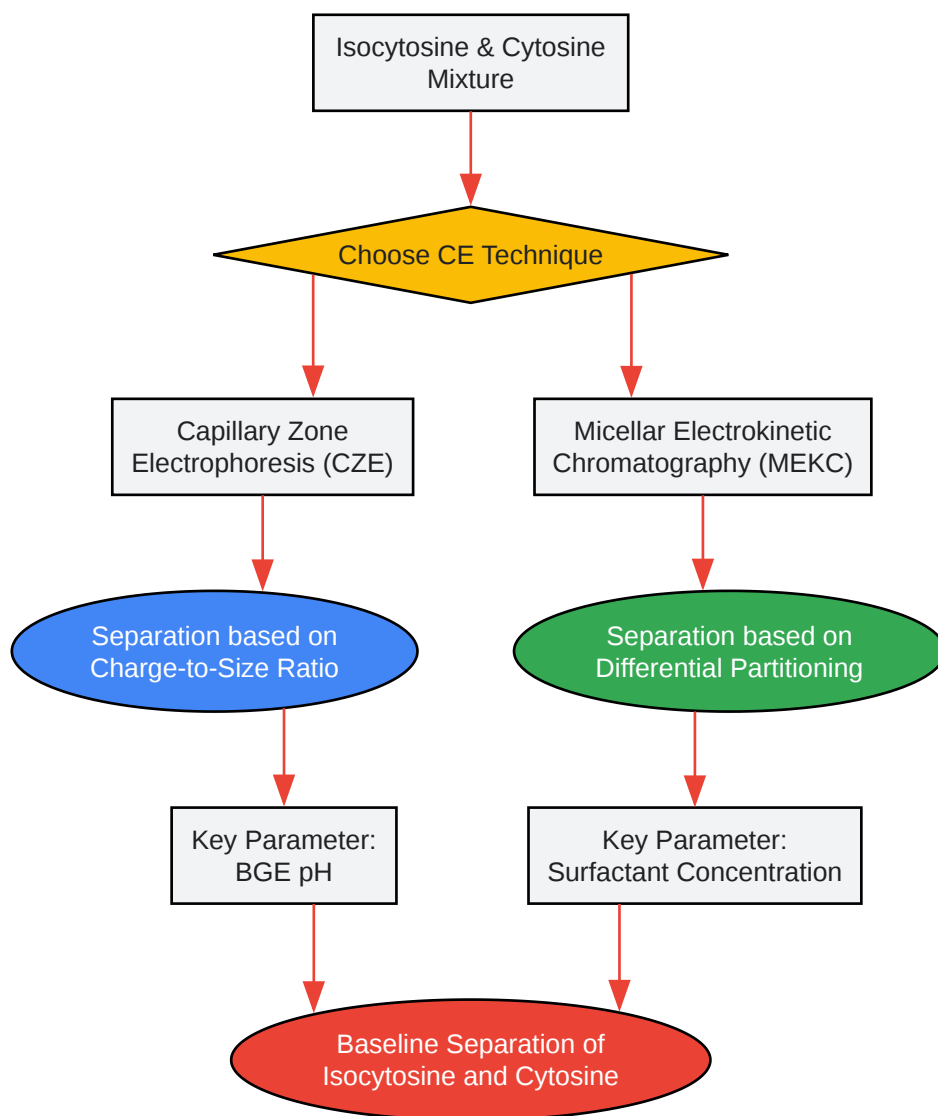 Isocytosine & Cytosine
Mixture
Choose CE Technique
Capillary Zone
Electrophoresis (CZE)
Micellar Electrokinetic
Chromatography (MEKC)
Separation based on
Charge-to-Size Ratio
Separation based on
Differential Partitioning
Key Parameter:
BGE pH
Key Parameter:
Surfactant Concentration
Baseline Separation of
Isocytosine and Cytosine